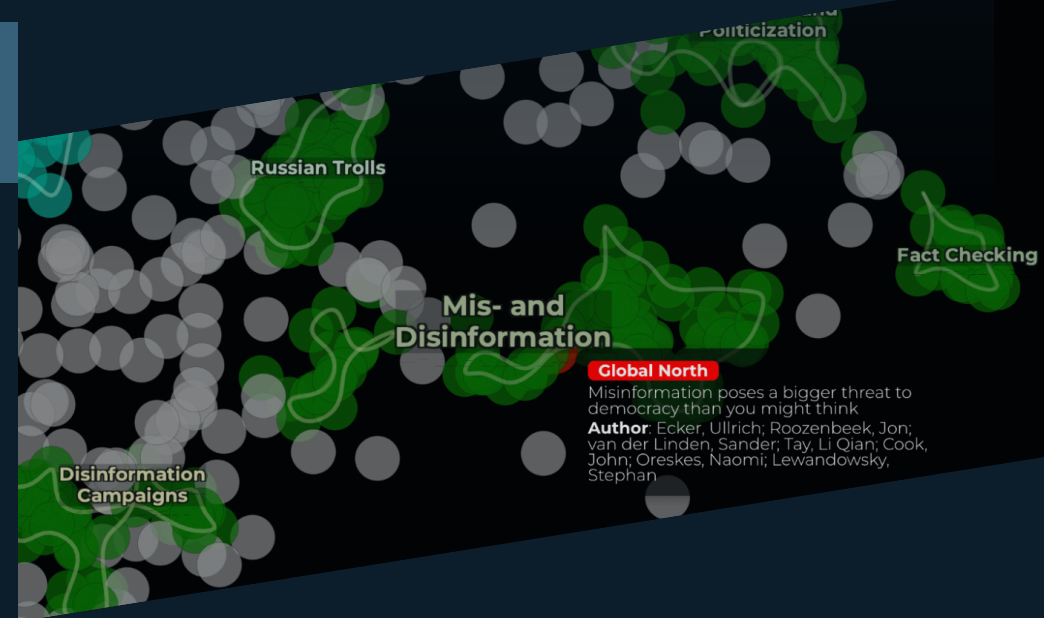 Politicization
Russian Trolls
Fact Checking
Mis- and
Disinformation
Global North
Misinformation poses a bigger threat to
democracy than you might think
Author: Ecker, Ullrich; Roozenbeek, Jon;
van der Linden, Sander; Tay, Li Qian; Cook,
John; Oreskes, Naomi; Lewandowsky,
Stephan
Disinformation
Campaigns